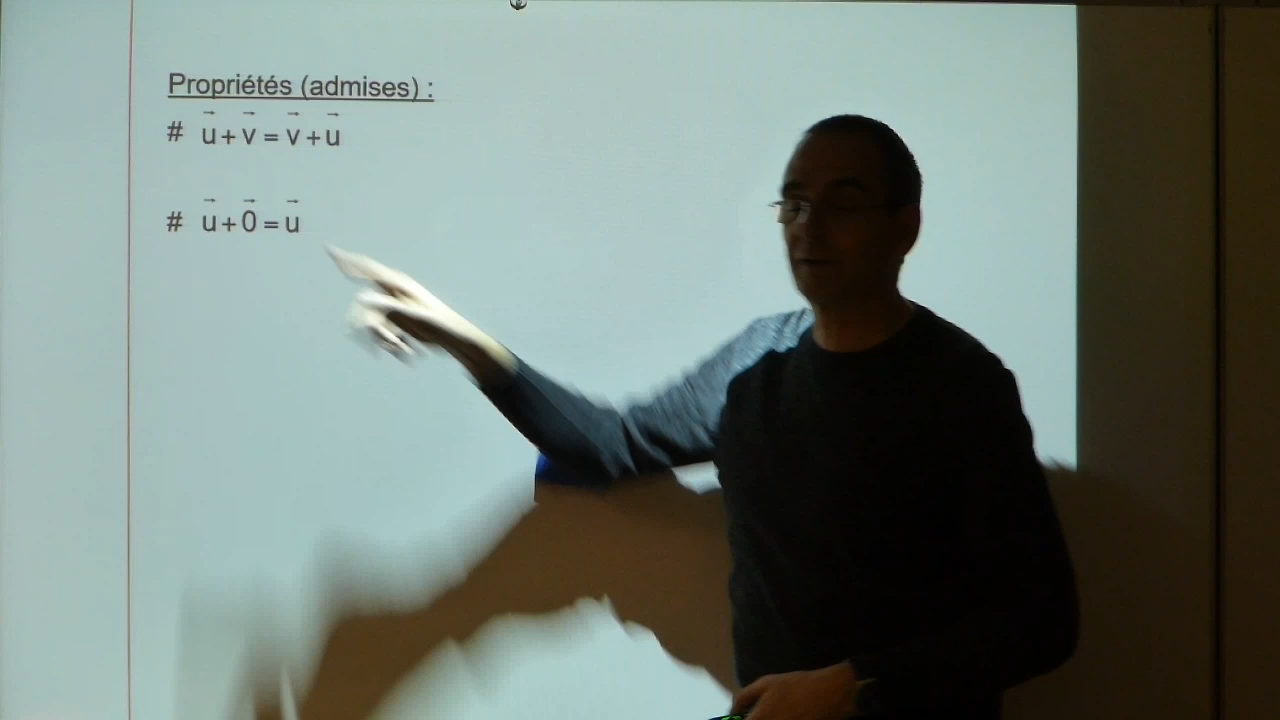 Propriétés (admises) :
# u⃗ + v⃗ = v⃗ + u⃗
# u⃗ + 0⃗ = u⃗